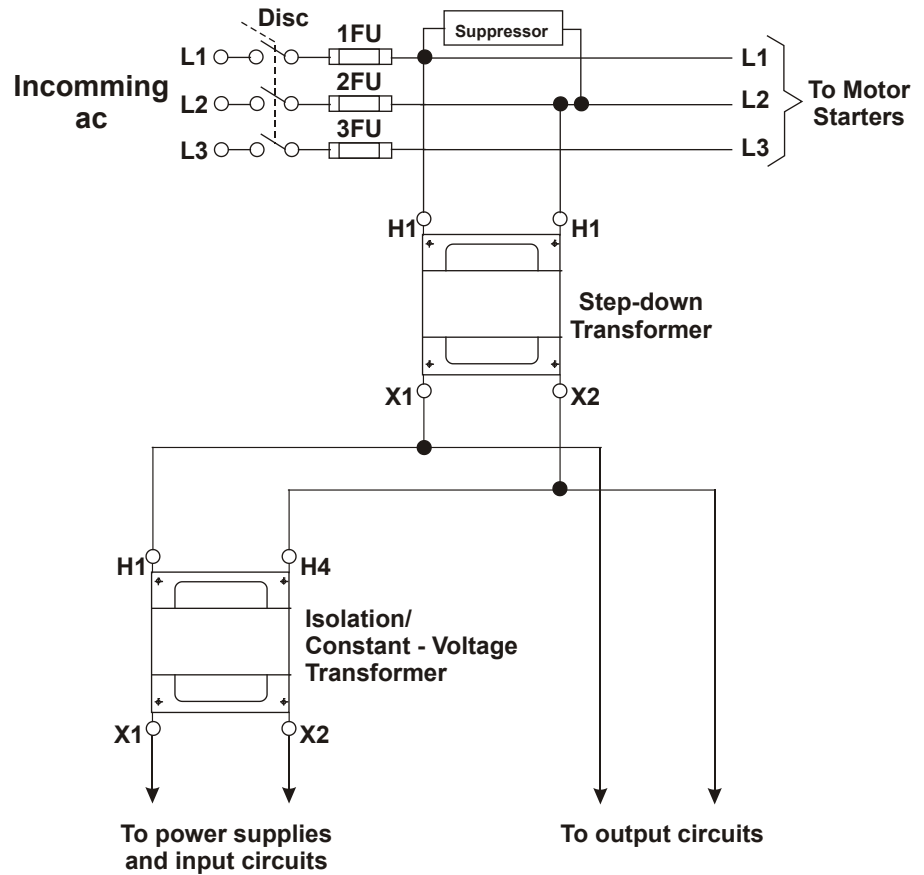 Disc
1FU
Suppressor
L1
L1
Incomming
ac
2FU
L2
L2
To Motor
Starters
3FU
L3
L3
H1
H1
Step-down
Transformer
X1
X2
H1
H4
Isolation/
Constant - Voltage
Transformer
X1
X2
To power supplies
and input circuits
To output circuits